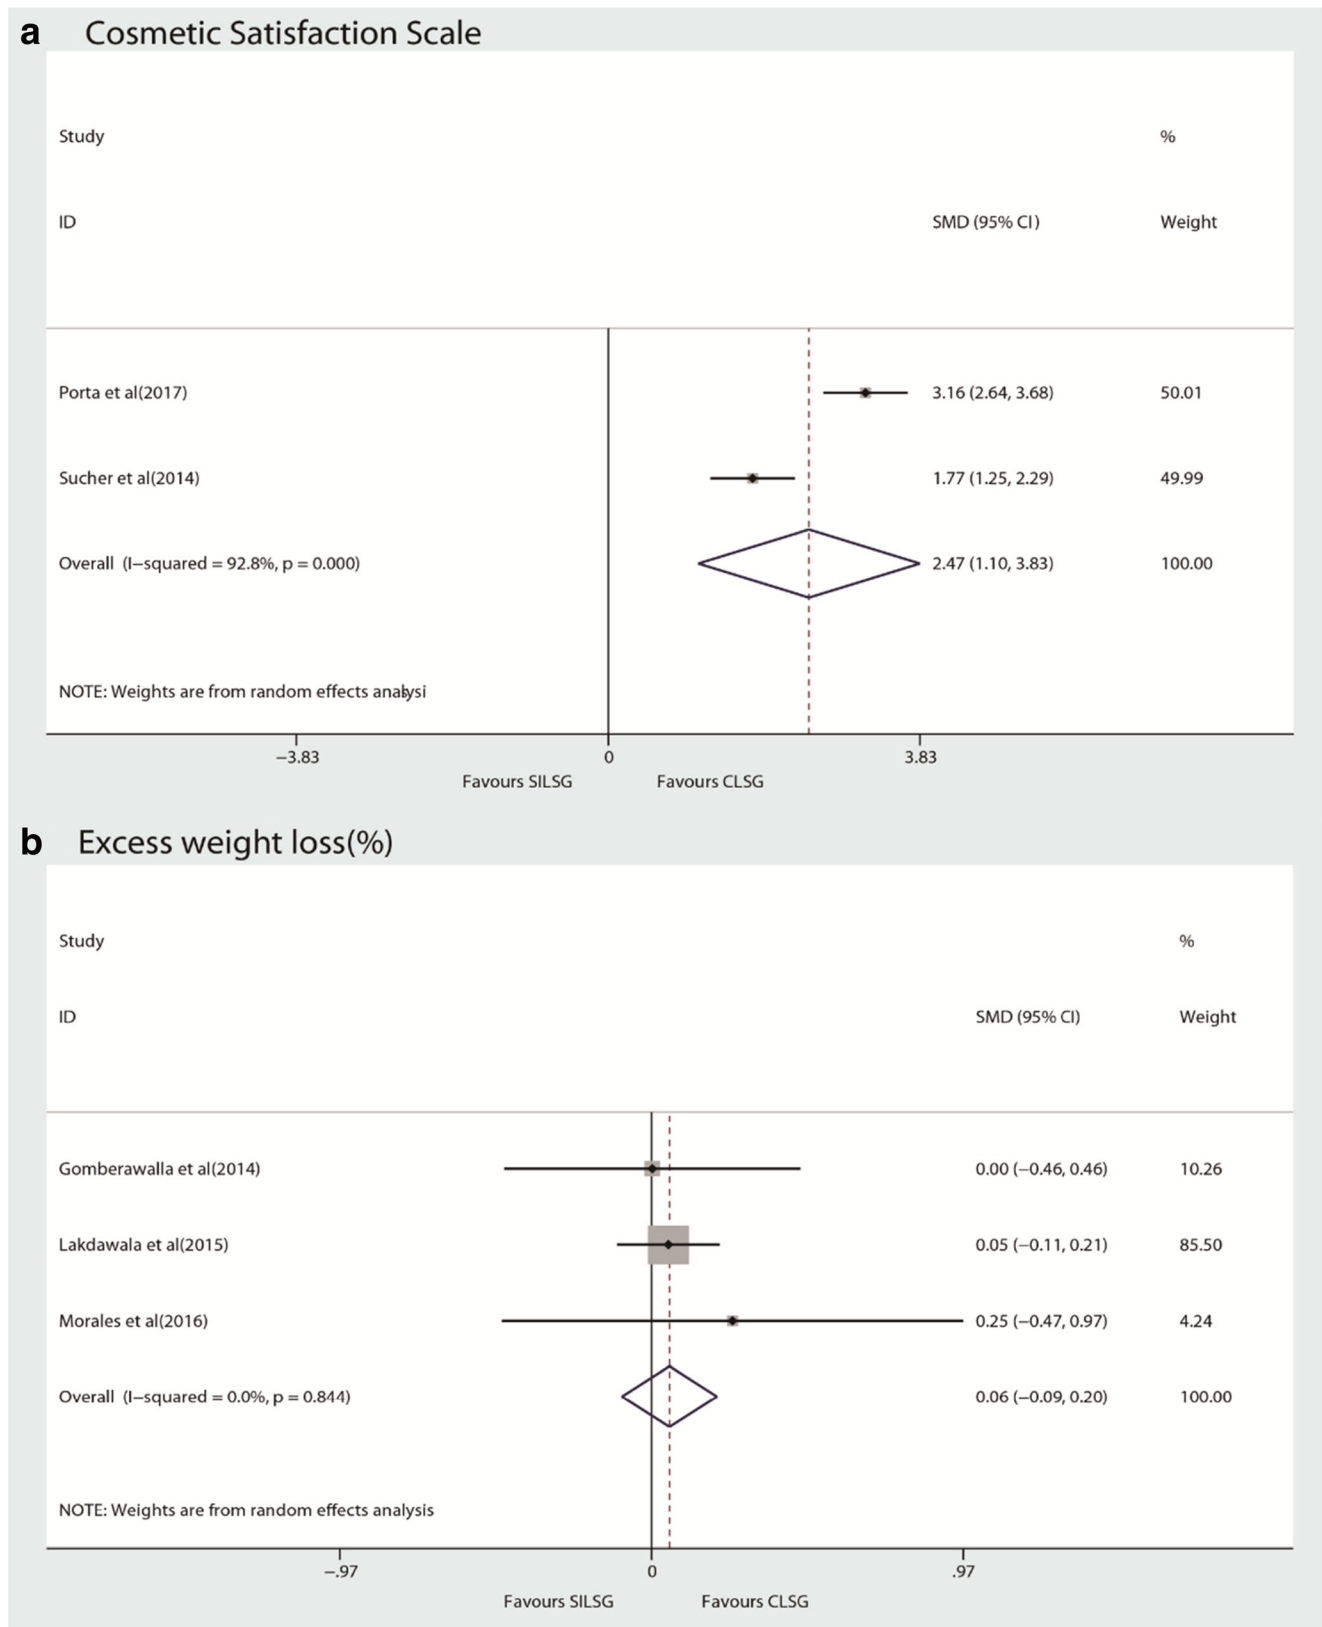 a Cosmetic Satisfaction Scale
Study %
ID SMD (95% CI) Weight
Porta et al(2017) 3.16 (2.64, 3.68) 50.01
Sucher et al(2014) 1.77 (1.25, 2.29) 49.99
Overall (I−squared = 92.8%, p = 0.000) 2.47 (1.10, 3.83) 100.00
NOTE: Weights are from random effects
−3.83 0 3.83
Favours SILSG Favours CLSG
b Excess weight loss(%)
Study %
ID SMD (95% CI) Weight
Gomberawalla et al(2014) 0.00 (−0.46, 0.46) 10.26
Lakdawala et al(2015) 0.05 (−0.11, 0.21) 85.50
Morales et al(2016) 0.25 (−0.47, 0.97) 4.24
Overall (I−squared = 0.0%, p = 0.844) 0.06 (−0.09, 0.20) 100.00
NOTE: Weights are from random effects analysis
−.97 0 .97
Favours SILSG Favours CLSG